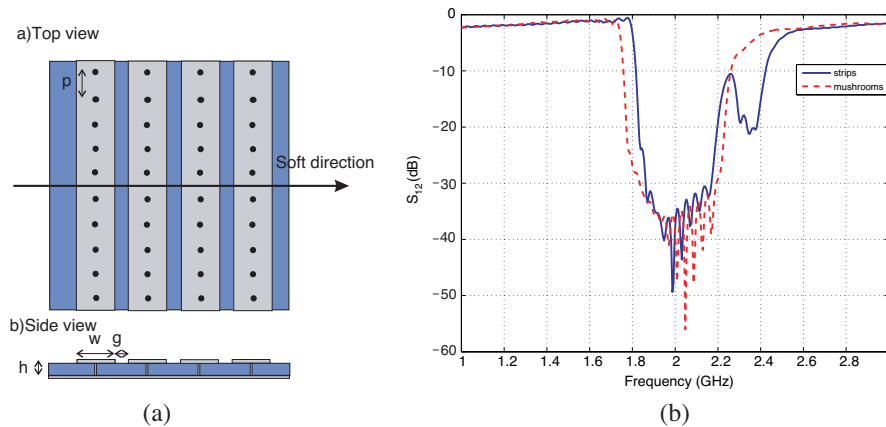 a)Top view
p
Soft direction
b)Side view
w
g
h
(a)
0
−10
−20
−30
−40
−50
−60
S12 (dB)
1
1.2
1.4
1.6
1.8
2
2.2
2.4
2.6
2.8
Frequency (GHz)
strips
mushrooms
(b)